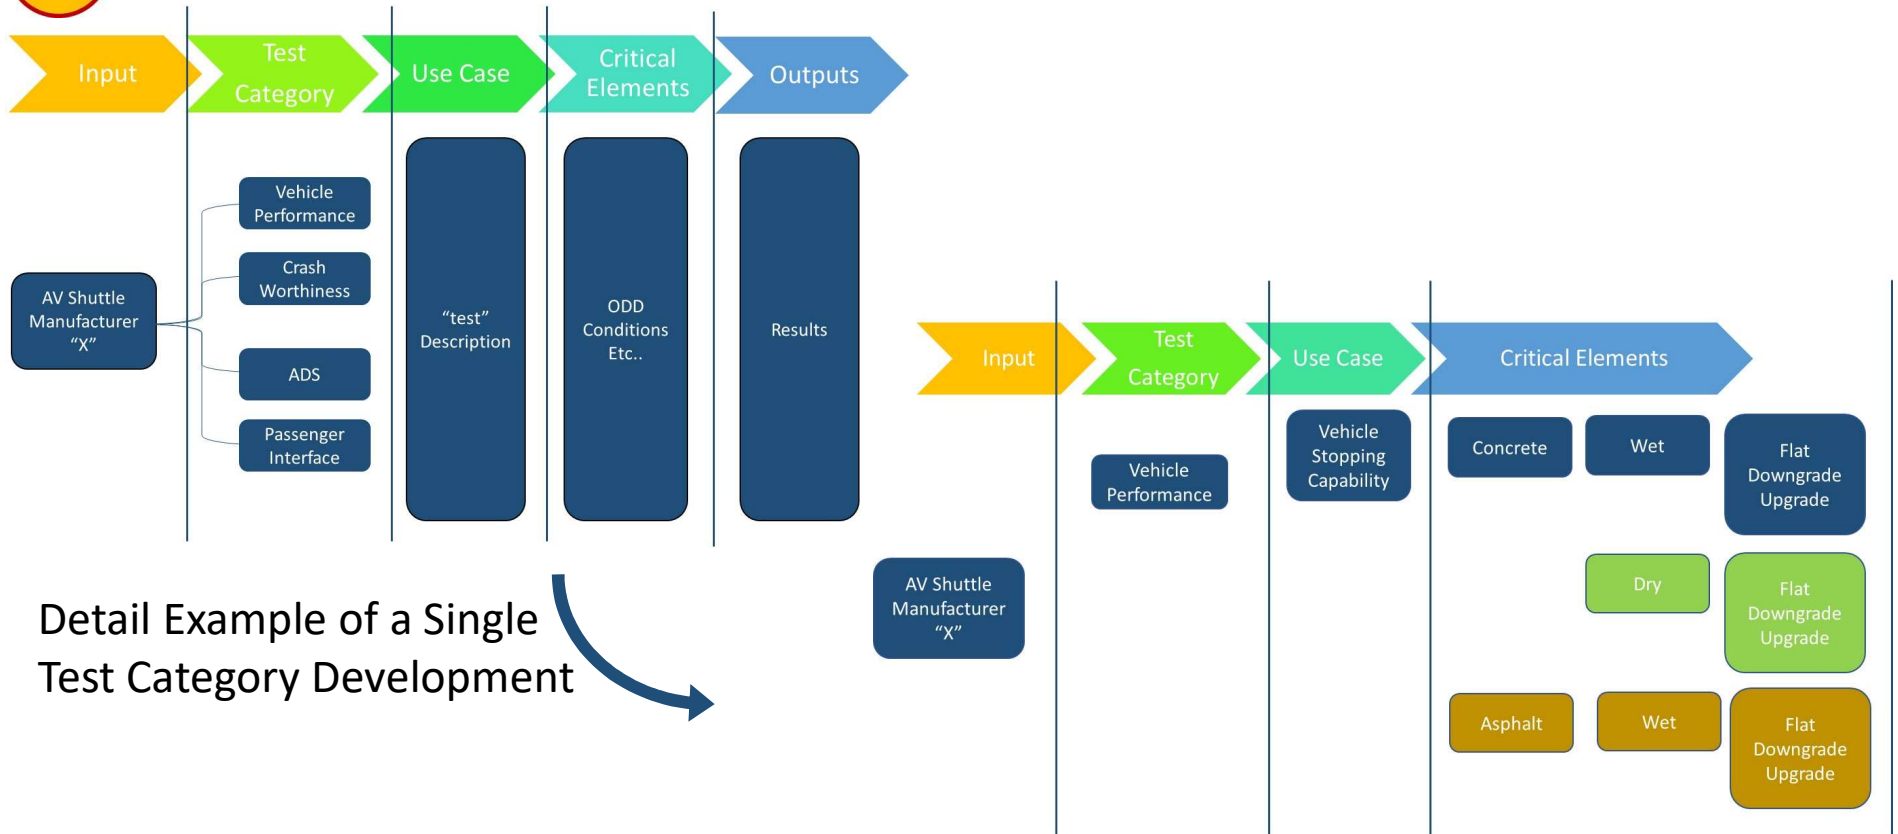 Input
Test
Category
Use Case
Critical
Elements
Outputs
Vehicle
Performance
Crash
Worthiness
AV Shuttle
Manufacturer
“X”
ADS
Passenger
Interface
“test”
Description
ODD
Conditions
Etc..
Results
Detail Example of a Single
Test Category Development
Input
Test
Category
Use Case
Critical Elements
AV Shuttle
Manufacturer
“X”
Vehicle
Performance
Vehicle
Stopping
Capability
Concrete
Wet
Flat
Downgrade
Upgrade
Dry
Flat
Downgrade
Upgrade
Asphalt
Wet
Flat
Downgrade
Upgrade